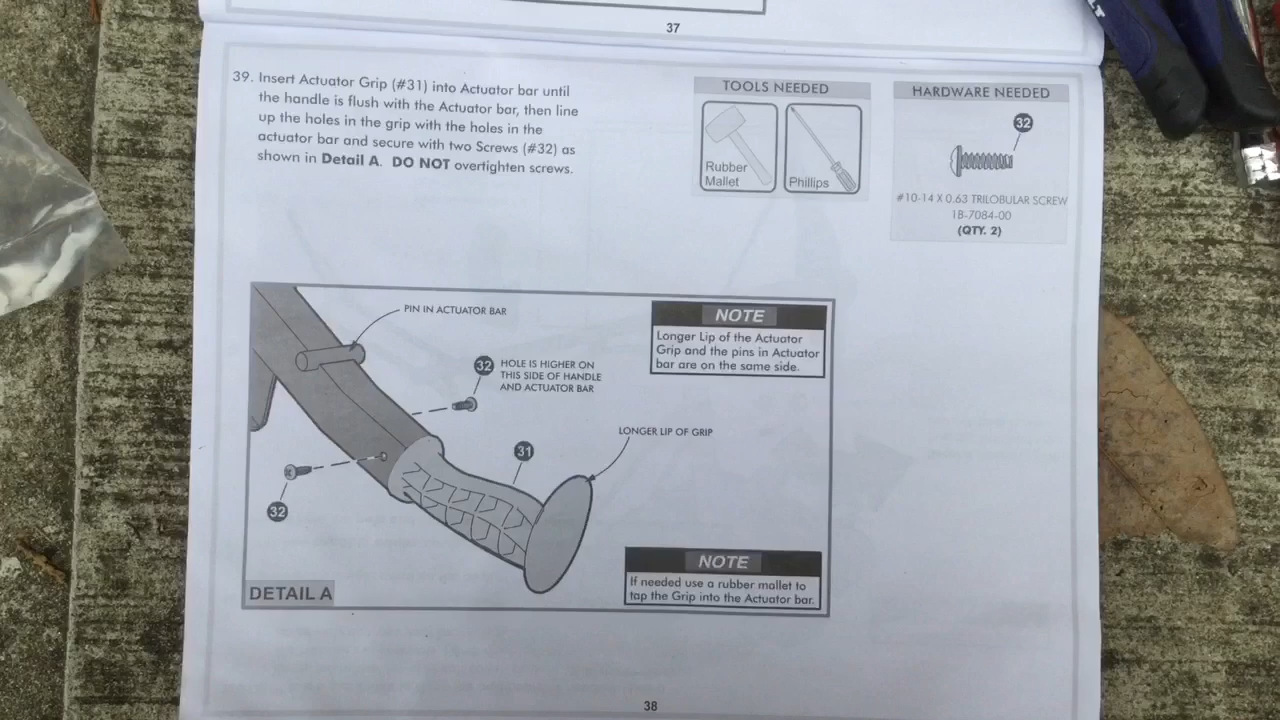 37
39. Insert Actuator Grip (#31) into Actuator bar until
the handle is flush with the Actuator bar, then line
up the holes in the grip with the holes in the
actuator bar and secure with two Screws (#32) as
shown in Detail A. DO NOT overtighten screws.
TOOLS NEEDED
Rubber
Mallet
Phillips
HARDWARE NEEDED
32
#10-14 X 0.63 TRILOBULAR SCREW
1B-7084-00
(QTY. 2)
PIN IN ACTUATOR BAR
32
HOLE IS HIGHER ON
THIS SIDE OF HANDLE
AND ACTUATOR BAR
NOTE
Longer Lip of the Actuator
Grip and the pins in Actuator
bar are on the same side.
LONGER LIP OF GRIP
31
32
NOTE
If needed use a rubber mallet to
tap the Grip into the Actuator bar.
DETAIL A
38